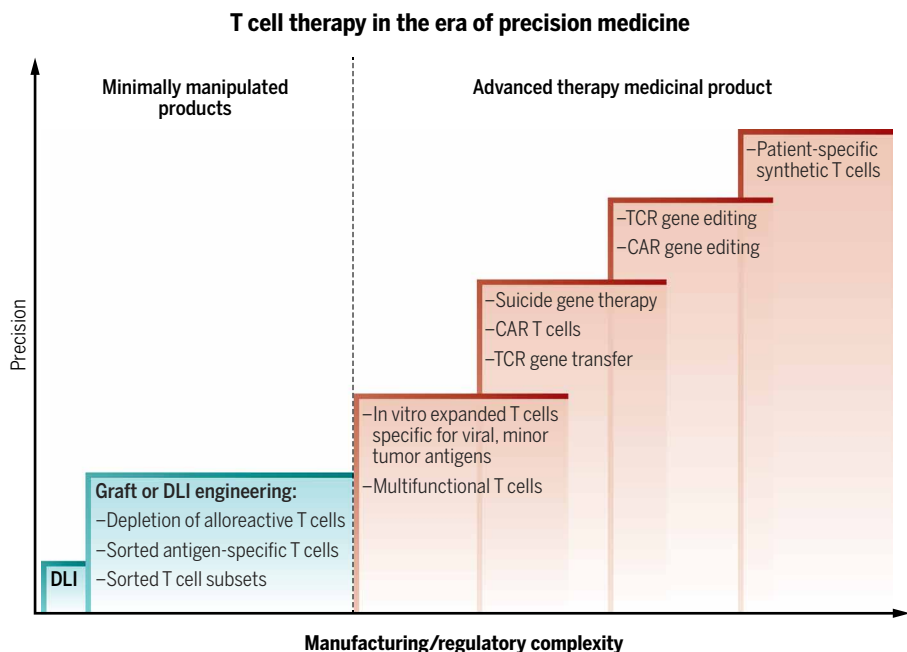 T cell therapy in the era of precision medicine
Minimally manipulated
products
Advanced therapy medicinal product
Precision
DLI
Graft or DLI engineering:
–Depletion of alloreactive T cells
–Sorted antigen-specific T cells
–Sorted T cell subsets
–In vitro expanded T cells
specific for viral, minor
tumor antigens
–Multifunctional T cells
–Suicide gene therapy
–CAR T cells
–TCR gene transfer
–TCR gene editing
–CAR gene editing
–Patient-specific
synthetic T cells
Manufacturing/regulatory complexity